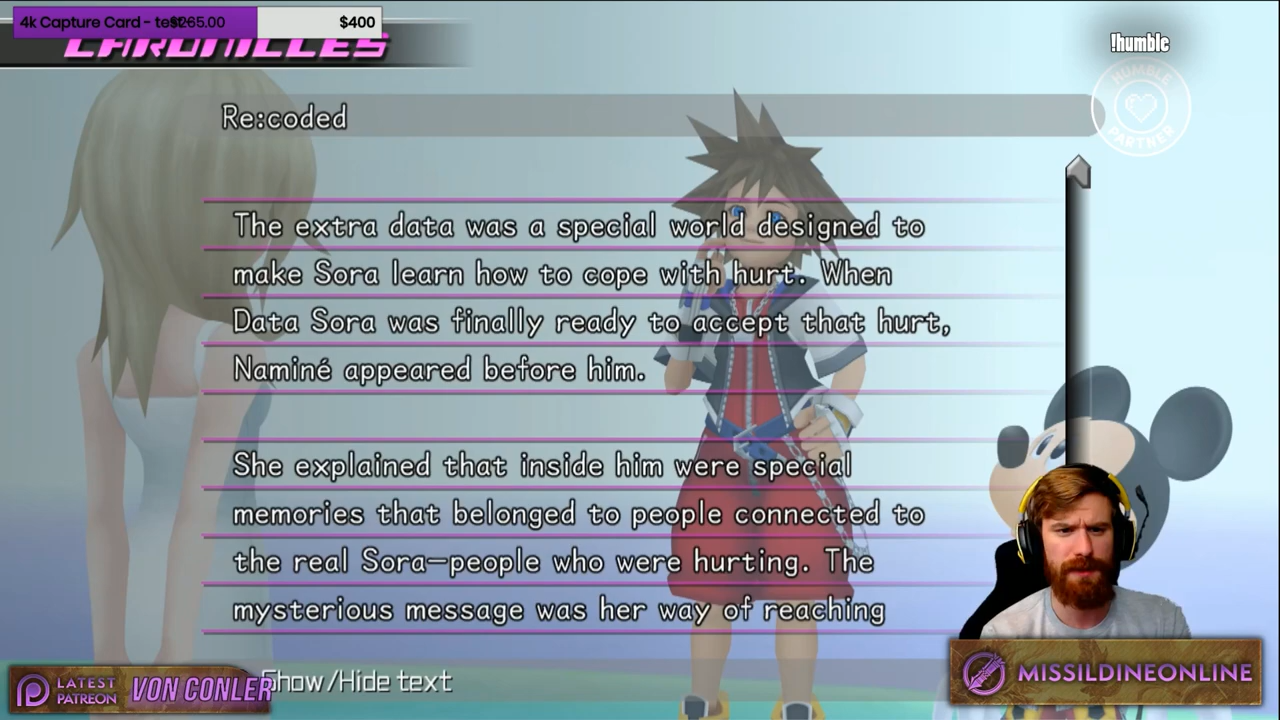 4k Capture Card - test
$265.00
$400
CHRONICLES
!humble
HUMBLE
PARTNER
Re:coded
The extra data was a special world designed to
make Sora learn how to cope with hurt. When
Data Sora was finally ready to accept that hurt,
Naminé appeared before him.
She explained that inside him were special
memories that belonged to people connected to
the real Sora—people who were hurting. The
mysterious message was her way of reaching
Show/Hide text
LATEST
PATREON
VON CONLER
MISSILDINEONLINE